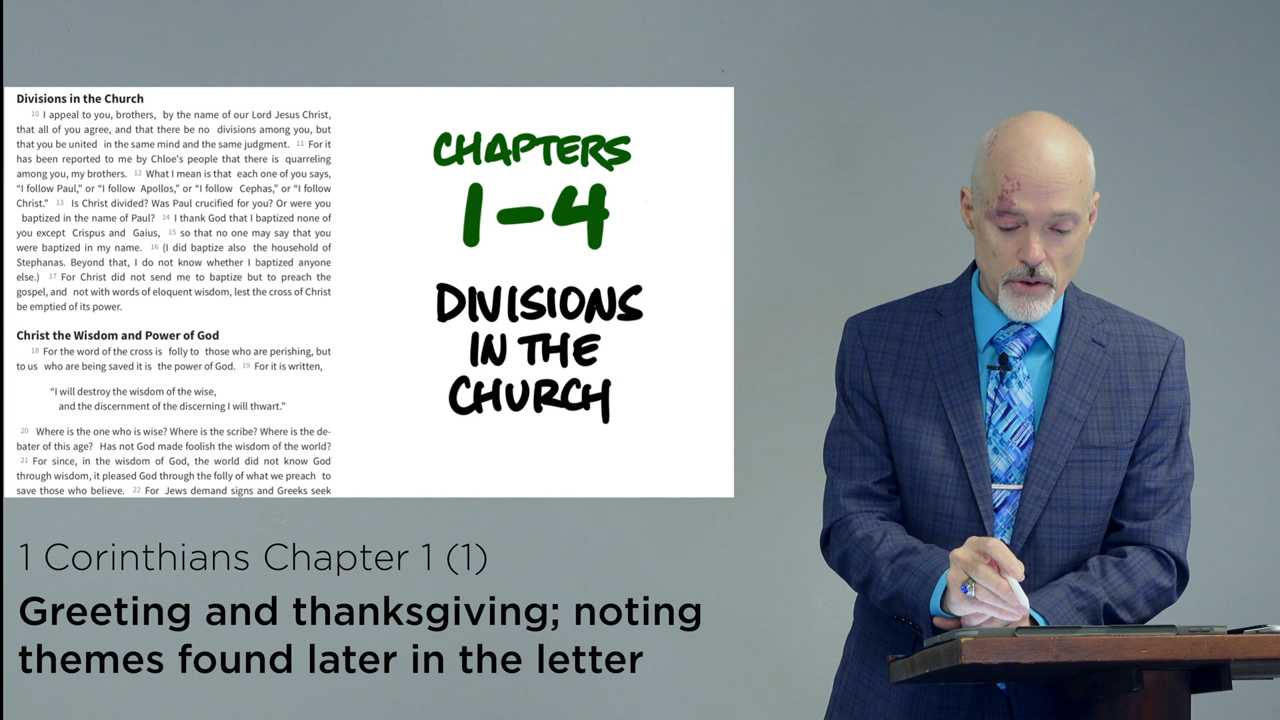 Divisions in the Church
10 I appeal to you, brothers, by the name of our Lord Jesus Christ,
that all of you agree, and that there be no divisions among you, but
that you be united in the same mind and the same judgment. 11 For it
has been reported to me by Chloe's people that there is quarreling
among you, my brothers. 12 What I mean is that each one of you says,
“I follow Paul,” or “I follow Apollos,” or “I follow Cephas,” or “I follow
Christ.” 13 Is Christ divided? Was Paul crucified for you? Or were you
baptized in the name of Paul? 14 I thank God that I baptized none of
you except Crispus and Gaius, 15 so that no one may say that you
were baptized in my name. 16 (I did baptize also the household of
Stephanas. Beyond that, I do not know whether I baptized anyone
else.) 17 For Christ did not send me to baptize but to preach the
gospel, and not with words of eloquent wisdom, lest the cross of Christ
be emptied of its power.
Christ the Wisdom and Power of God
18 For the word of the cross is folly to those who are perishing, but
to us who are being saved it is the power of God. 19 For it is written,
“I will destroy the wisdom of the wise,
and the discernment of the discerning I will thwart.”
20 Where is the one who is wise? Where is the scribe? Where is the de-
bater of this age? Has not God made foolish the wisdom of the world?
21 For since, in the wisdom of God, the world did not know God
through wisdom, it pleased God through the folly of what we preach to
save those who believe. 22 For Jews demand signs and Greeks seek
CHAPTERS
1-4
DIVISIONS
IN THE
CHURCH
1 Corinthians Chapter 1 (1)
Greeting and thanksgiving; noting
themes found later in the letter